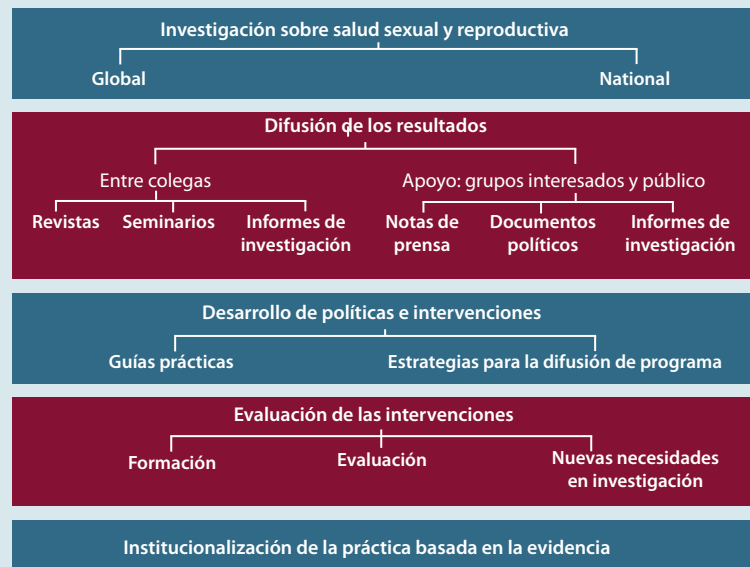 Investigación sobre salud sexual y reproductiva
Global
National
Difusión de los resultados
Entre colegas
Apoyo: grupos interesados y público
Revistas
Seminarios
Informes de
investigación
Notas de
prensa
Documentos
políticos
Informes de
investigación
Desarrollo de políticas e intervenciones
Guías prácticas
Estrategias para la difusión de programa
Evaluación de las intervenciones
Formación
Evaluación
Nuevas necesidades
en investigación
Institucionalización de la práctica basada en la evidencia